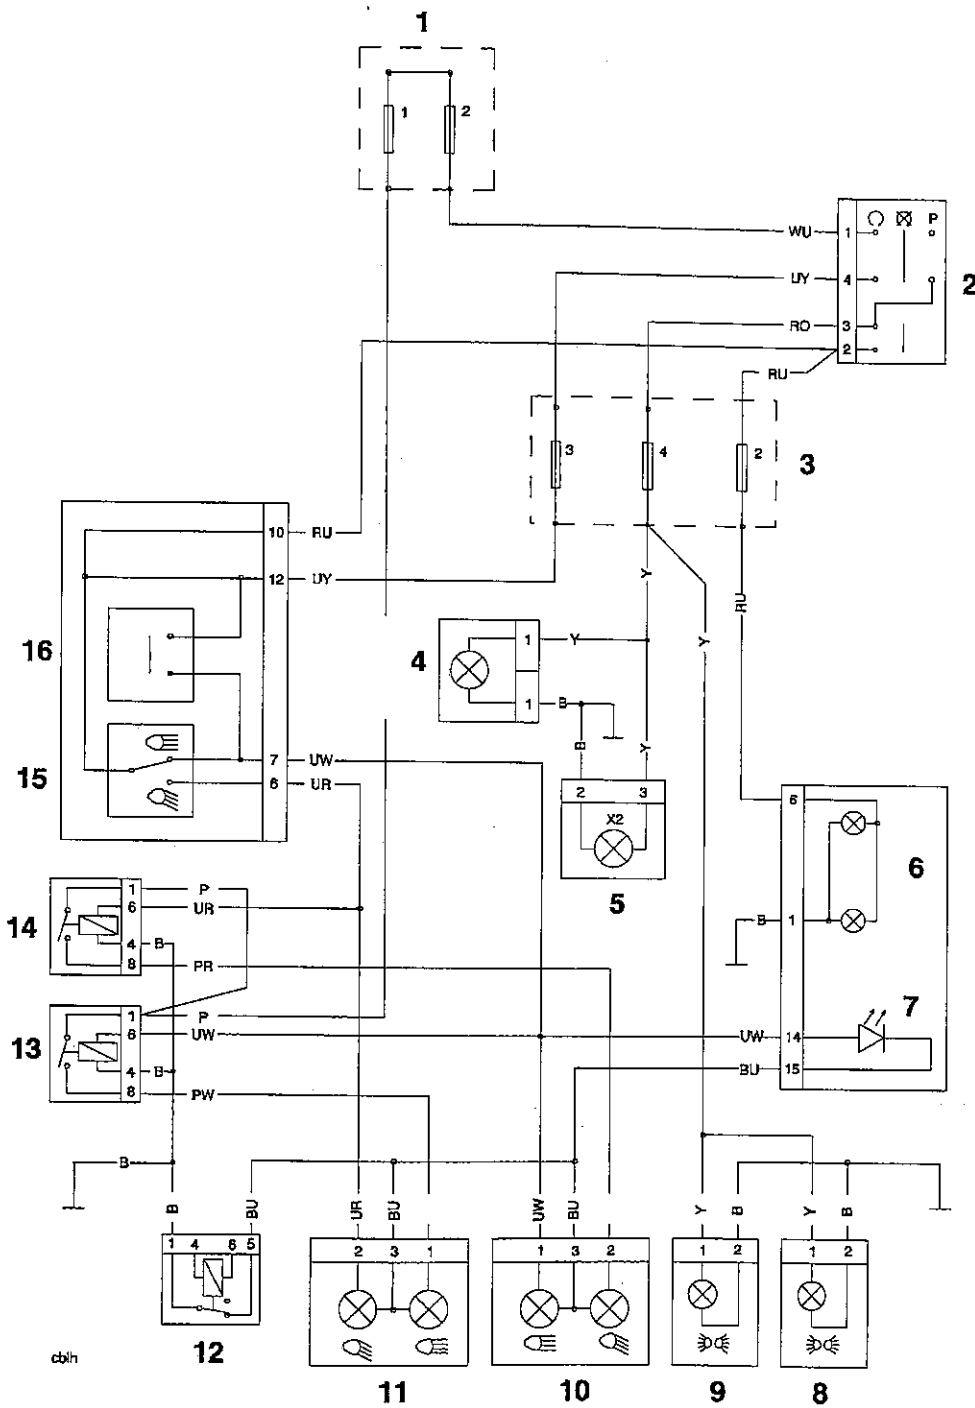 1
1 2
P
WU 1
UY 4 2
RO 3
2
RU
3 4 2 3
10 RU
12 UY
Y
RU
Y
16
4 1 Y
1 B
B Y
15 7 UW
6 UR
2 3
X2
5
6
6
1 P
14 6 UR
4 B
8 PR
B 1
7
1 P
13 6 UW
UW 14
4 B
BU 15
8 PW
B
B BU UR BU UW BU Y B Y B
1 4 6 5
2 3 1
1 3 2
1 2
1 2
cblh
12
11
10
9
8